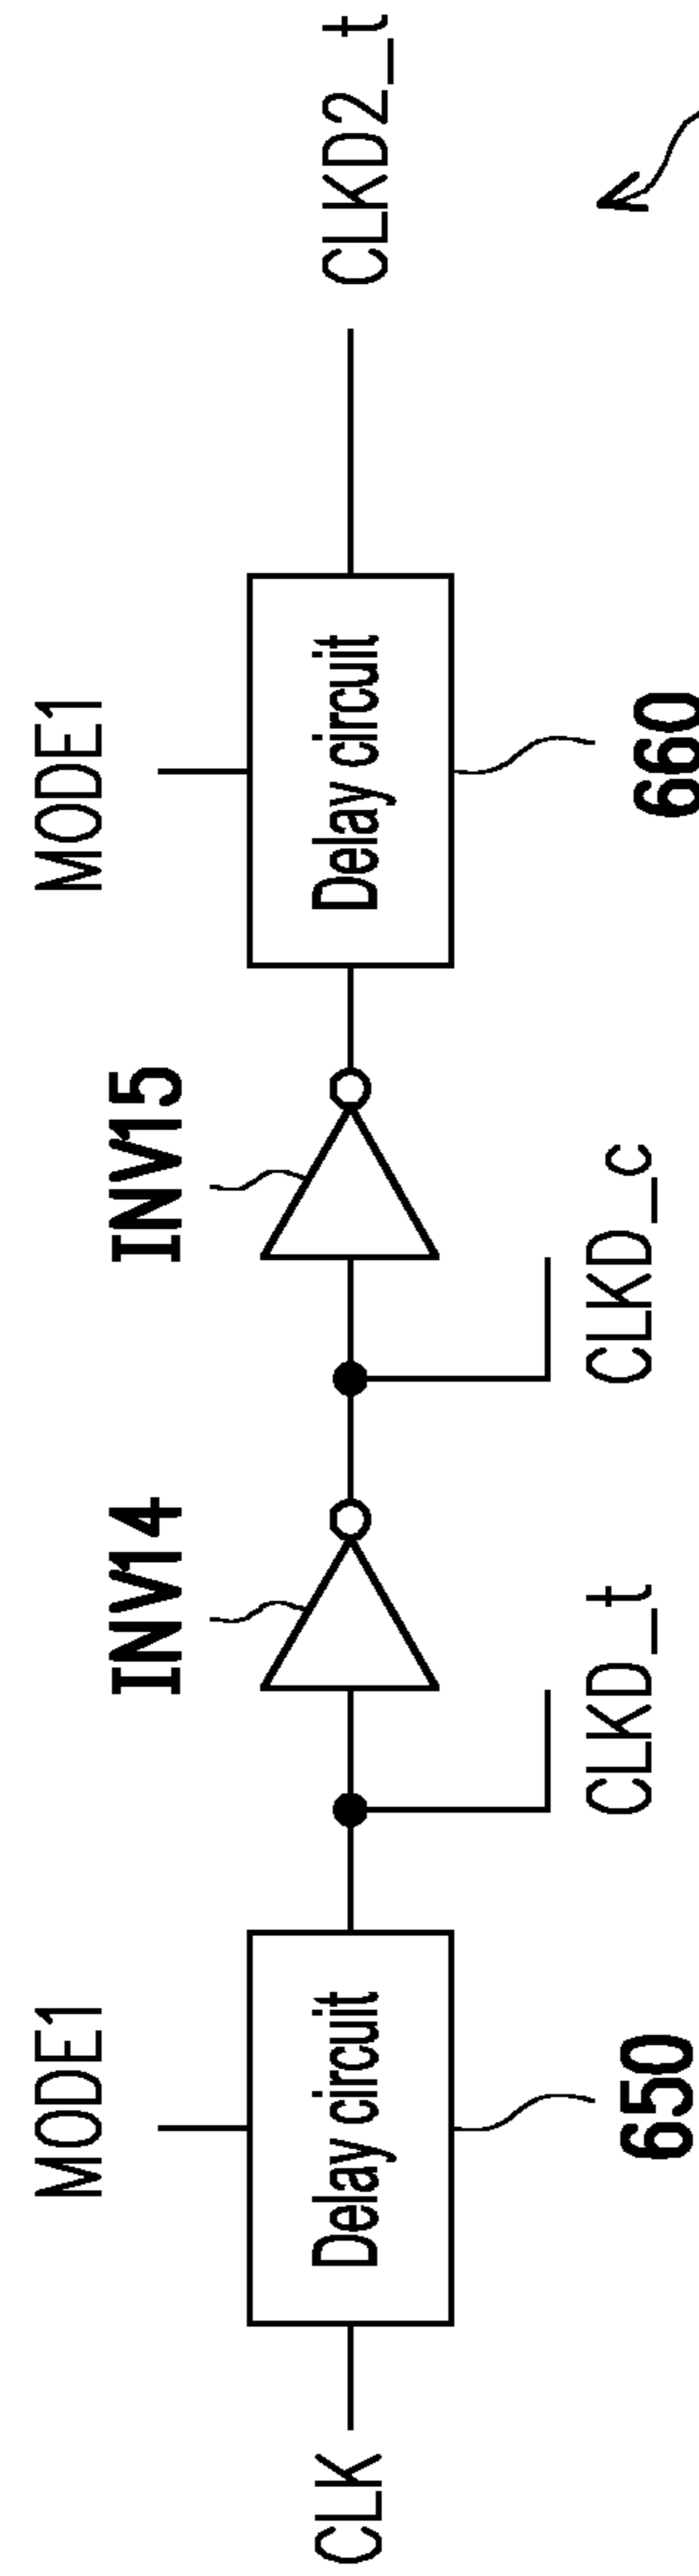 MODE1
MODE1
INV14
INV15
CLK
Delay circuit
Delay circuit
CLKD2_t
CLKD_t
CLKD_c
650
660